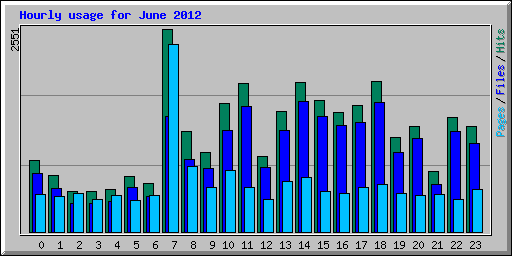 Hourly usage for June 2012
2551
Pages / Files / Hits
0 1 2 3 4 5 6 7 8 9 10 11 12 13 14 15 16 17 18 19 20 21 22 23